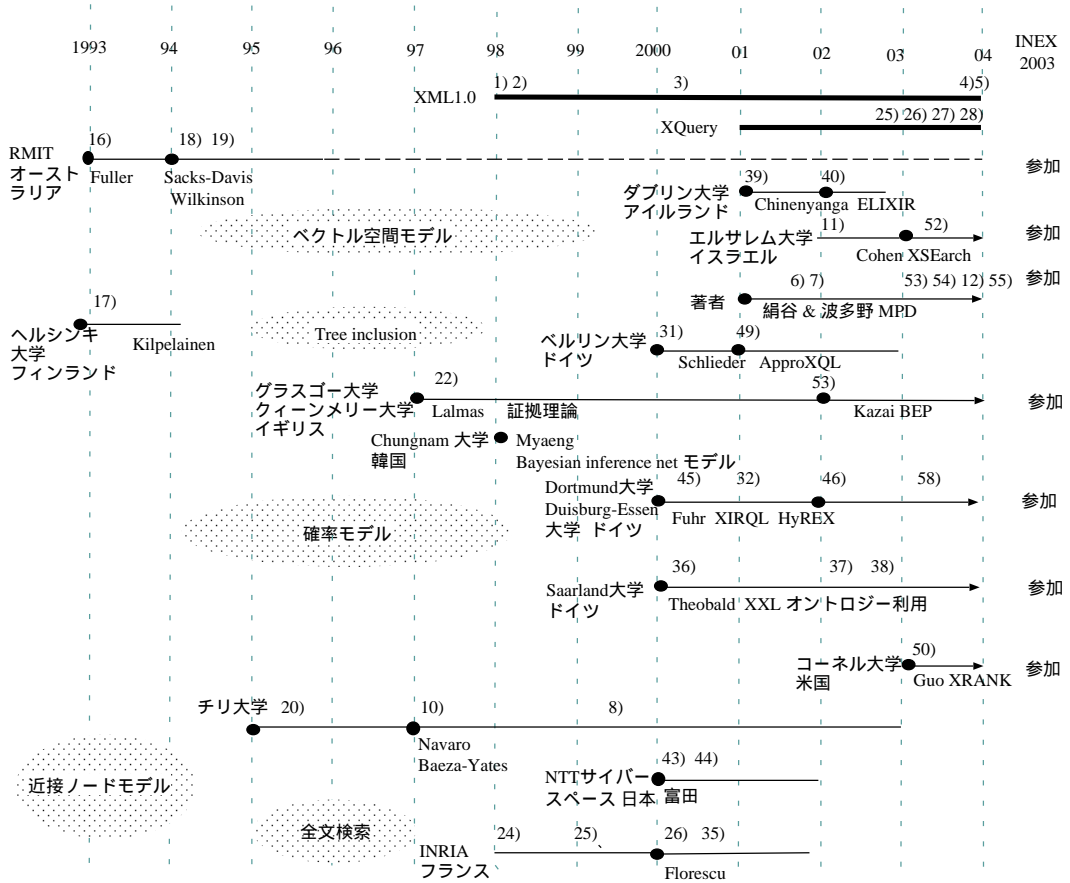 1993 94 95 96 97 98 99 2000 01 02 03 04
INEX
2003
1) 2) 3) 4)5)
XML1.0
25) 26) 27) 28)
XQuery
16) 18) 19)
RMIT
オースト
ラリア
Fuller
Sacks-Davis
Wilkinson
参加
39) 40)
ダブリン大学
アイルランド
Chinenyanga ELIXIR
ベクトル空間モデル
11) 52)
エルサレム大学
イスラエル
Cohen XSEarch
参加
6) 7) 53) 54) 12) 55)
著者
絹谷 & 波多野 MPD
参加
17)
ヘルシンキ
大学
フィンランド
Kilpelainen
Tree inclusion
31) 49)
ベルリン大学
ドイツ
Schlieder ApproXQL
22) 53)
グラスゴー大学
クィーンメリー大学
イギリス
Lalmas 証拠理論
Kazai BEP
参加
Chungnam 大学
韓国
Myaeng
Bayesian inference net モデル
45) 32) 46) 58)
Dortmund大学
Duisburg-Essen
大学 ドイツ
Fuhr XIRQL HyREX
参加
確率モデル
36) 37) 38)
Saarland大学
ドイツ
Theobald XXL オントロジー利用
参加
50)
コーネル大学
米国
Guo XRANK
参加
チリ大学
20) 10) 8)
Navaro
Baeza-Yates
近接ノードモデル
43) 44)
NTTサイバー
スペース 日本
富田
全文検索
24) 25)、 26) 35)
INRIA
フランス
Florescu